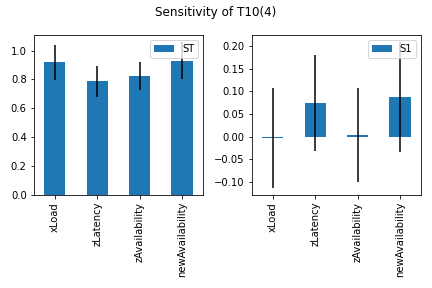 Sensitivity of T10(4)
ST
1.0
0.8
0.6
0.4
0.2
0.0
xLoad
zLatency
zAvailability
newAvailability
S1
0.20
0.15
0.10
0.05
0.00
−0.05
−0.10
xLoad
zLatency
zAvailability
newAvailability